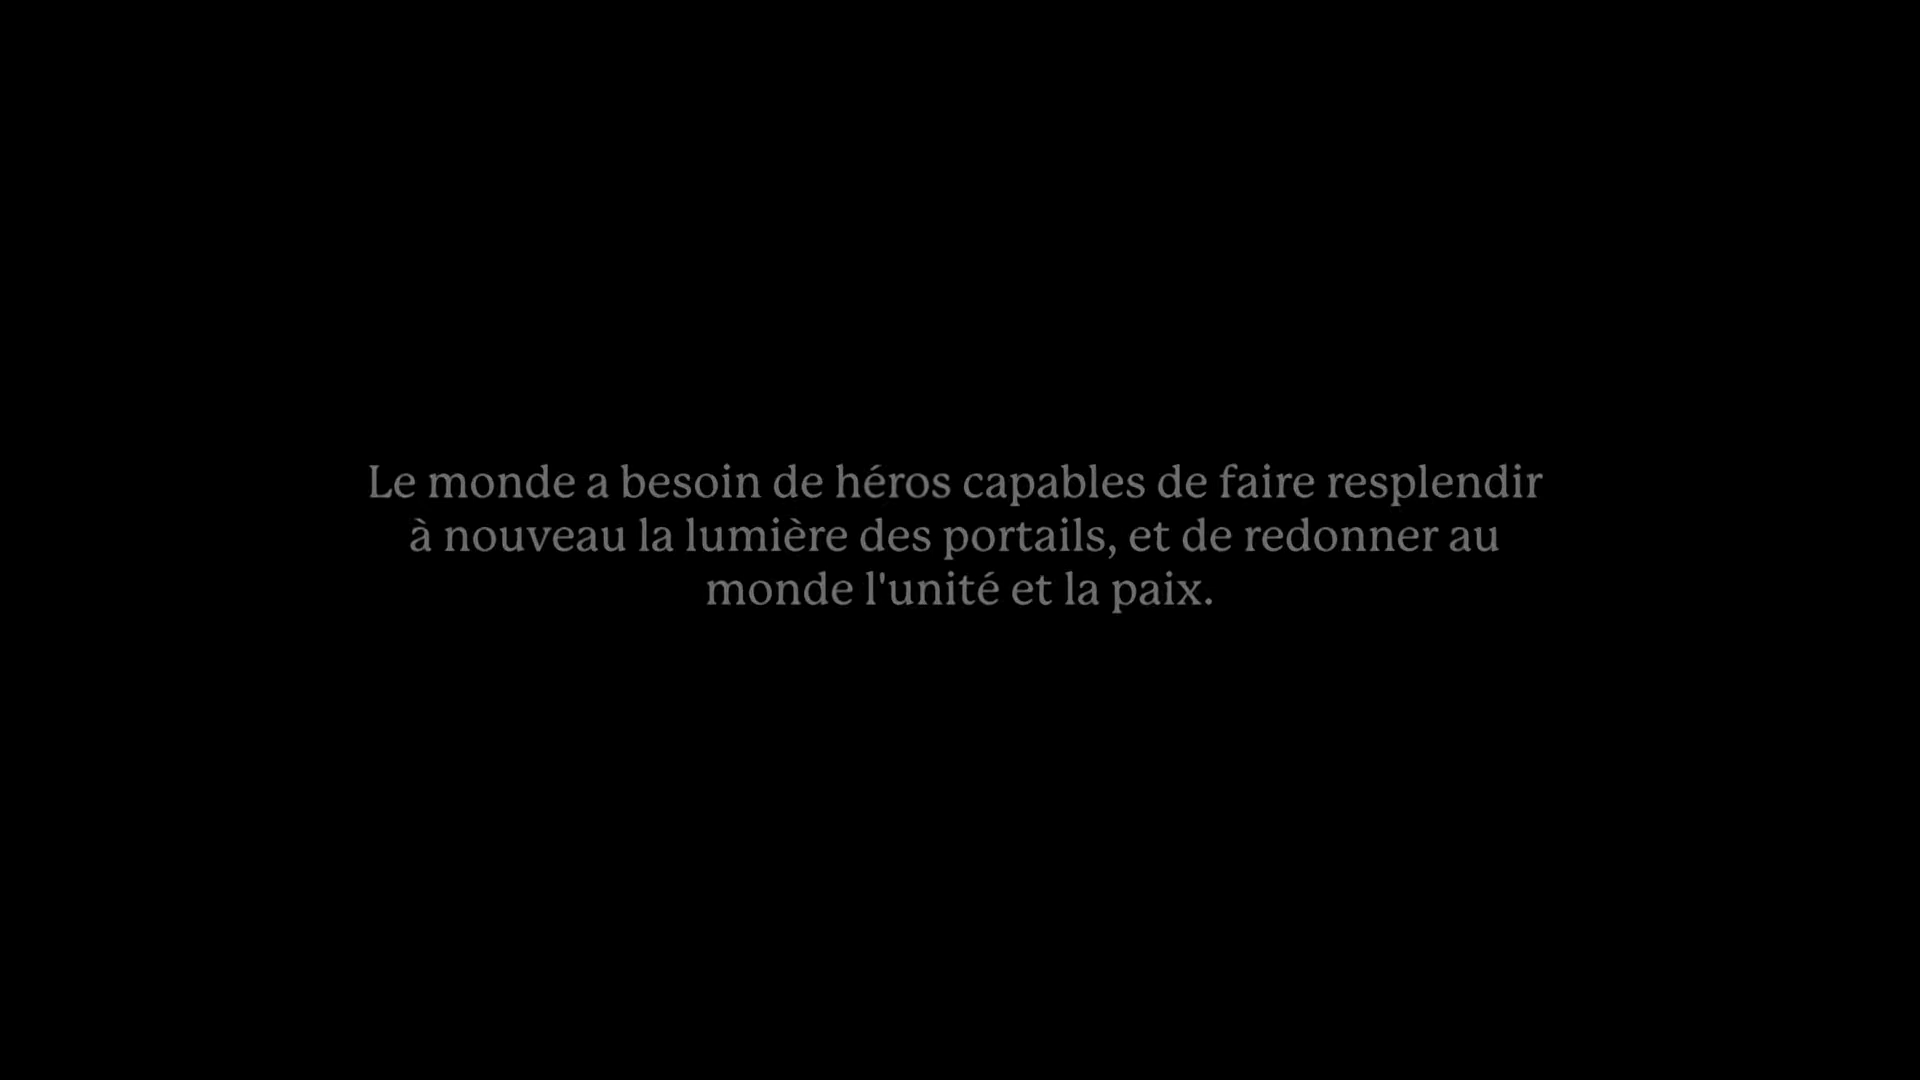 Le monde a besoin de héros capables de faire resplendir
à nouveau la lumière des portails, et de redonner au
monde l'unité et la paix.